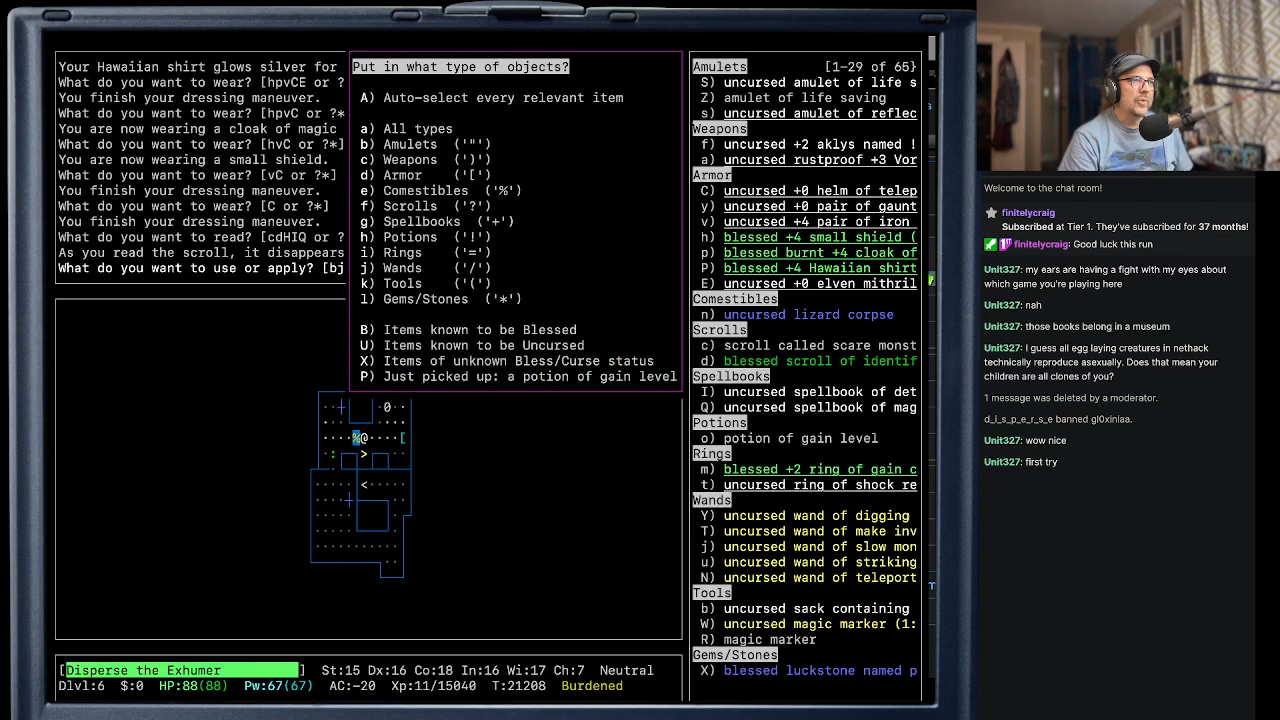 Your Hawaiian shirt glows silver for
What do you want to wear? [hpvCE or ?
You finish your dressing maneuver.
What do you want to wear? [hpvC or ?*
You are now wearing a cloak of magic
What do you want to wear? [hvC or ?*]
You are now wearing a small shield.
What do you want to wear? [vC or ?*]
You finish your dressing maneuver.
What do you want to wear? [C or ?*]
You finish your dressing maneuver.
What do you want to read? [cdHIQ or ?
As you read the scroll, it disappears
What do you want to use or apply? [bj
Put in what type of objects?
A) Auto-select every relevant item
a) All types
b) Amulets ('"')
c) Weapons (')')
d) Armor ('[')
e) Comestibles ('%')
f) Scrolls ('?')
g) Spellbooks ('+')
h) Potions ('!')
i) Rings ('=')
j) Wands ('/')
k) Tools ('(')
l) Gems/Stones ('*')
B) Items known to be Blessed
U) Items known to be Uncursed
X) Items of unknown Bless/Curse status
P) Just picked up: a potion of gain level
Amulets [1-29 of 65}
S) uncursed amulet of life s
Z) amulet of life saving
s) uncursed amulet of reflec
Weapons
f) uncursed +2 aklys named !
a) uncursed rustproof +3 Vor
Armor
C) uncursed +0 helm of telep
y) uncursed +0 pair of gaunt
v) uncursed +4 pair of iron
h) blessed +4 small shield (
p) blessed burnt +4 cloak of
P) blessed +4 Hawaiian shirt
E) uncursed +0 elven mithril
Comestibles
n) uncursed lizard corpse
Scrolls
c) scroll called scare monst
d) blessed scroll of identif
Spellbooks
I) uncursed spellbook of det
Q) uncursed spellbook of mag
Potions
o) potion of gain level
Rings
m) blessed +2 ring of gain c
t) uncursed ring of shock re
Wands
Y) uncursed wand of digging
T) uncursed wand of make inv
j) uncursed wand of slow mon
u) uncursed wand of striking
N) uncursed wand of teleport
Tools
b) uncursed sack containing
W) uncursed magic marker (1:
R) magic marker
Gems/Stones
X) blessed luckstone named p
[Disperse the Exhumer ] St:15 Dx:16 Co:18 In:16 Wi:17 Ch:7 Neutral
Dlvl:6 $:0 HP:88(88) Pw:67(67) AC:-20 Xp:11/15040 T:21208 Burdened
Welcome to the chat room!
finitelycraig
Subscribed at Tier 1. They've subscribed for 37 months!
finitelycraig: Good luck this run
Unit327: my ears are having a fight with my eyes about
which game you're playing here
Unit327: nah
Unit327: those books belong in a museum
Unit327: I guess all egg laying creatures in nethack
technically reproduce asexually. Does that mean your
children are all clones of you?
1 message was deleted by a moderator.
d_i_s_p_e_r_s_e banned gl0xiniaa.
Unit327: wow nice
Unit327: first try